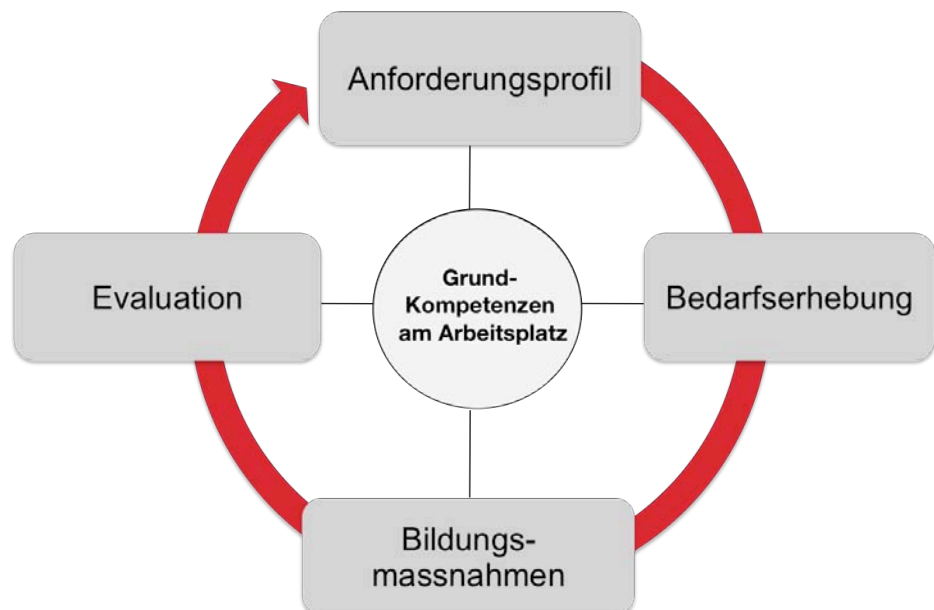 Anforderungsprofil
Evaluation
Grund-
Kompetenzen
am Arbeitsplatz
Bedarfserhebung
Bildungs-
massnahmen